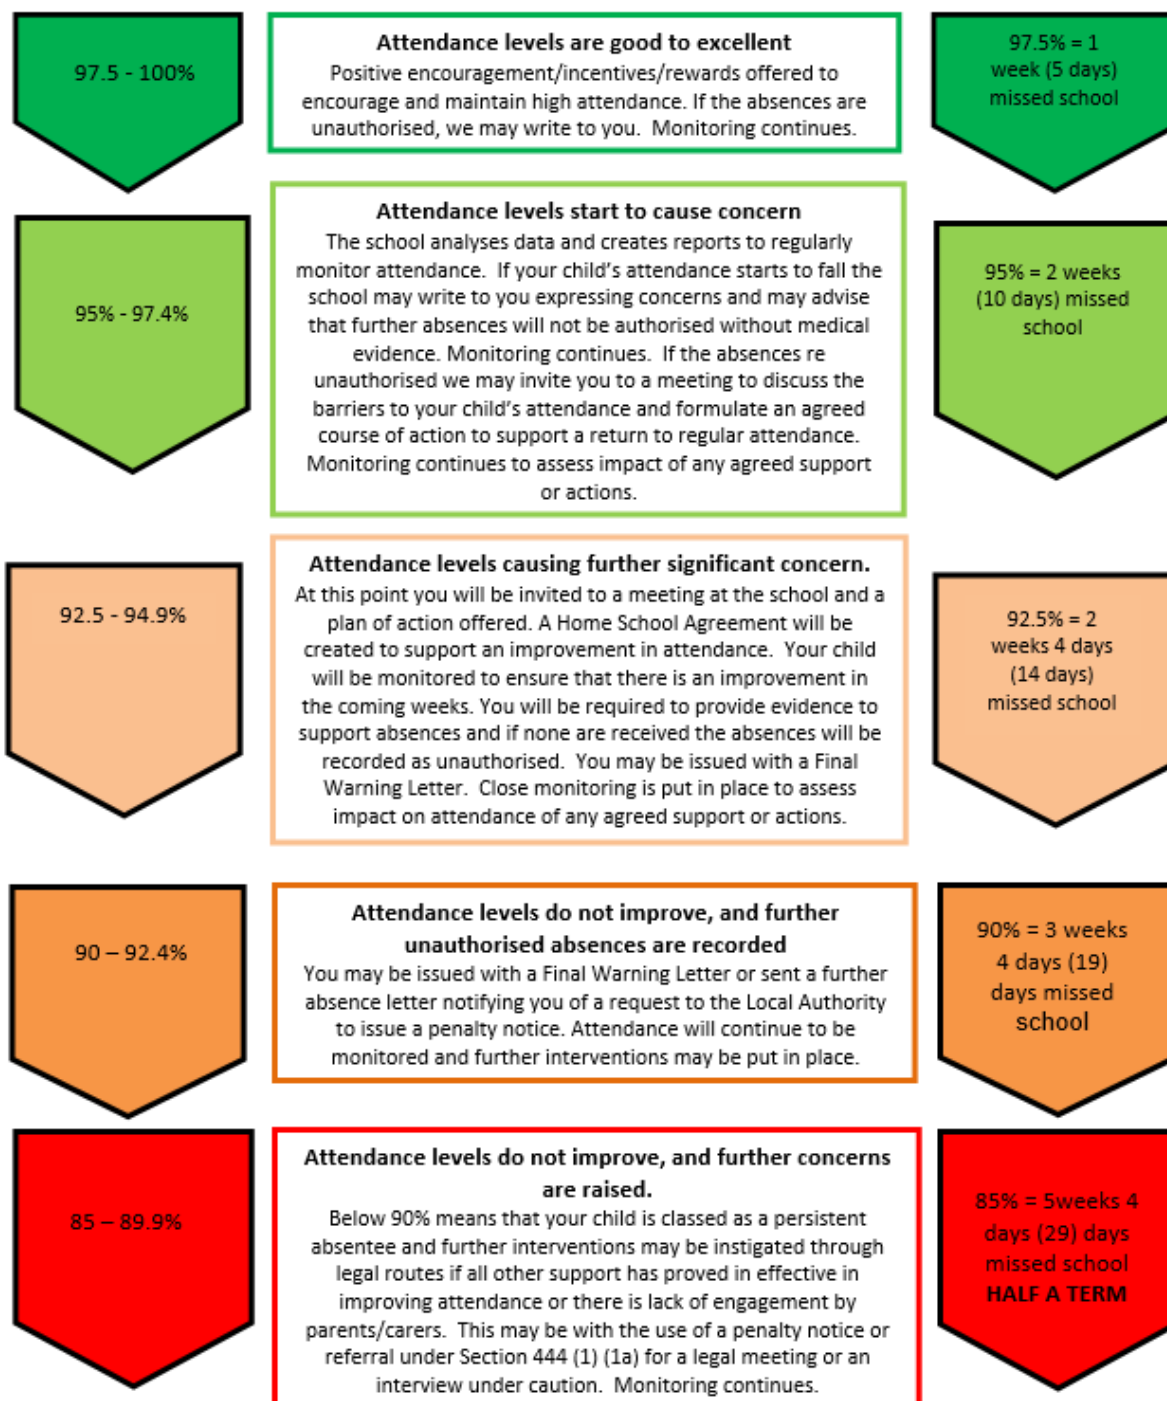 97.5 - 100%
Attendance levels are good to excellent
Positive encouragement/incentives/rewards offered to
encourage and maintain high attendance. If the absences are
unauthorised, we may write to you.  Monitoring continues.
97.5% = 1
week (5 days)
missed school
95% - 97.4%
Attendance levels start to cause concern
The school analyses data and creates reports to regularly
monitor attendance.  If your child's attendance starts to fall the
school may write to you expressing concerns and may advise
that further absences will not be authorised without medical
evidence. Monitoring continues.  If the absences re
unauthorised we may invite you to a meeting to discuss the
barriers to your child's attendance and formulate an agreed
course of action to support a return to regular attendance.
Monitoring continues to assess impact of any agreed support
or actions.
95% = 2 weeks
(10 days) missed
school
92.5 - 94.9%
Attendance levels causing further significant concern.
At this point you will be invited to a meeting at the school and a
plan of action offered. A Home School Agreement will be
created to support an improvement in attendance.  Your child
will be monitored to ensure that there is an improvement in
the coming weeks. You will be required to provide evidence to
support absences and if none are received the absences will be
recorded as unauthorised.  You may be issued with a Final
Warning Letter.  Close monitoring is put in place to assess
impact on attendance of any agreed support or actions.
92.5% = 2
weeks 4 days
(14 days)
missed school
90 – 92.4%
Attendance levels do not improve, and further
unauthorised absences are recorded
You may be issued with a Final Warning Letter or sent a further
absence letter notifying you of a request to the Local Authority
to issue a penalty notice. Attendance will continue to be
monitored and further interventions may be put in place.
90% = 3 weeks
4 days (19)
days missed
school
85 – 89.9%
Attendance levels do not improve, and further concerns
are raised.
Below 90% means that your child is classed as a persistent
absentee and further interventions may be instigated through
legal routes if all other support has proved in effective in
improving attendance or there is lack of engagement by
parents/carers.  This may be with the use of a penalty notice or
referral under Section 444 (1) (1a) for a legal meeting or an
interview under caution.  Monitoring continues.
85% = 5weeks 4
days (29) days
missed school
HALF A TERM